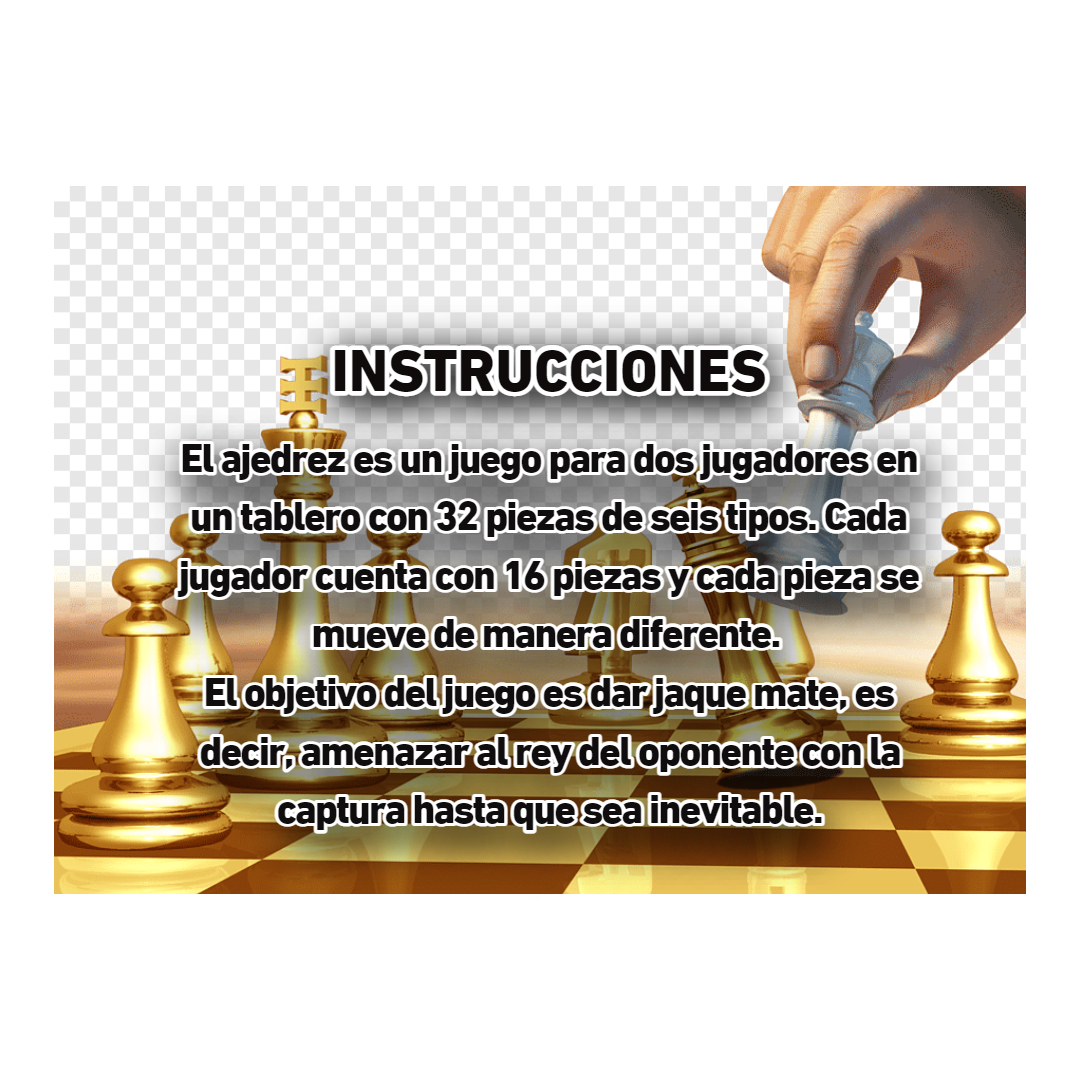 INSTRUCCIONES
El ajedrez es un juego para dos jugadores en
un tablero con 32 piezas de seis tipos. Cada
jugador cuenta con 16 piezas y cada pieza se
mueve de manera diferente.
El objetivo del juego es dar jaque mate, es
decir, amenazar al rey del oponente con la
captura hasta que sea inevitable.